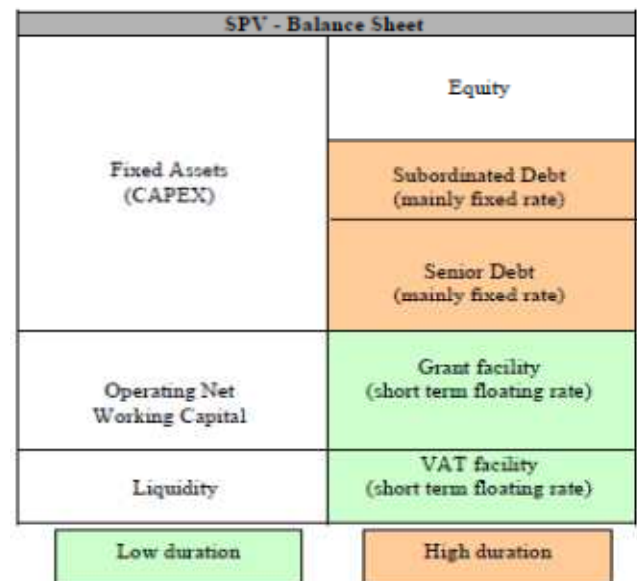 SPV - Balance Sheet
Equity
Fixed Assets
(CAPEX)
Subordinated Debt
(mainly fixed rate)
Senior Debt
(mainly fixed rate)
Grant facility
(short term floating rate)
Operating Net
Working Capital
VAT facility
(short term floating rate)
Liquidity
Low duration
High duration